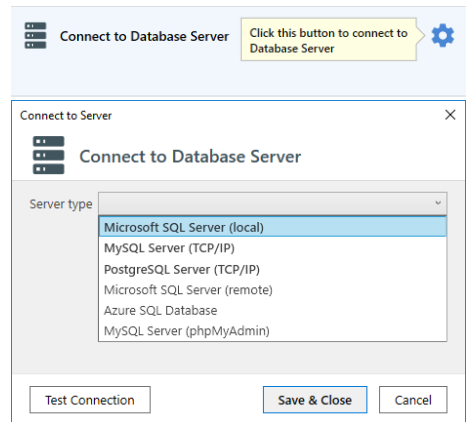 Connect to Database Server
Click this button to connect to
Database Server
Connect to Server
Connect to Database Server
Server type
Microsoft SQL Server (local)
MySQL Server (TCP/IP)
PostgreSQL Server (TCP/IP)
Microsoft SQL Server (remote)
Azure SQL Database
MySQL Server (phpMyAdmin)
Test Connection
Save & Close
Cancel